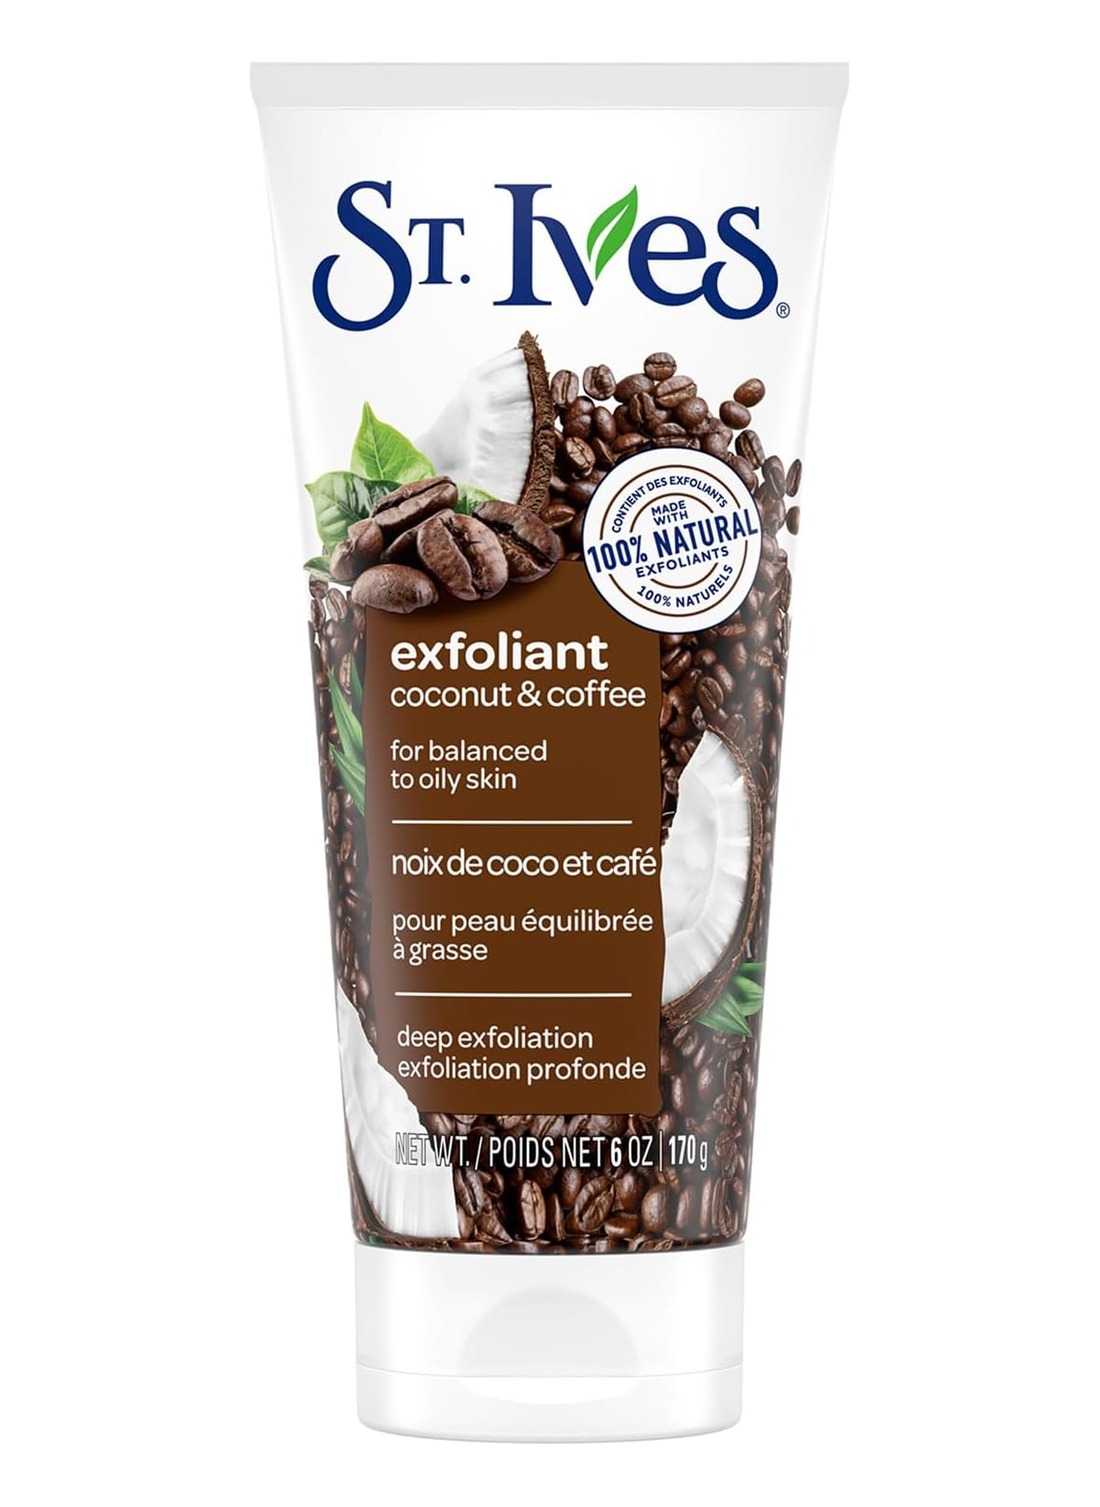 St. Ives®
CONTIENT DES EXFOLIANTS
MADE
WITH
100% NATURAL
EXFOLIANTS
100% NATURELS
exfoliant
coconut & coffee
for balanced
to oily skin
noix de coco et café
pour peau équilibrée
à grasse
deep exfoliation
exfoliation profonde
NET WT. / POIDS NET 6 OZ | 170 g